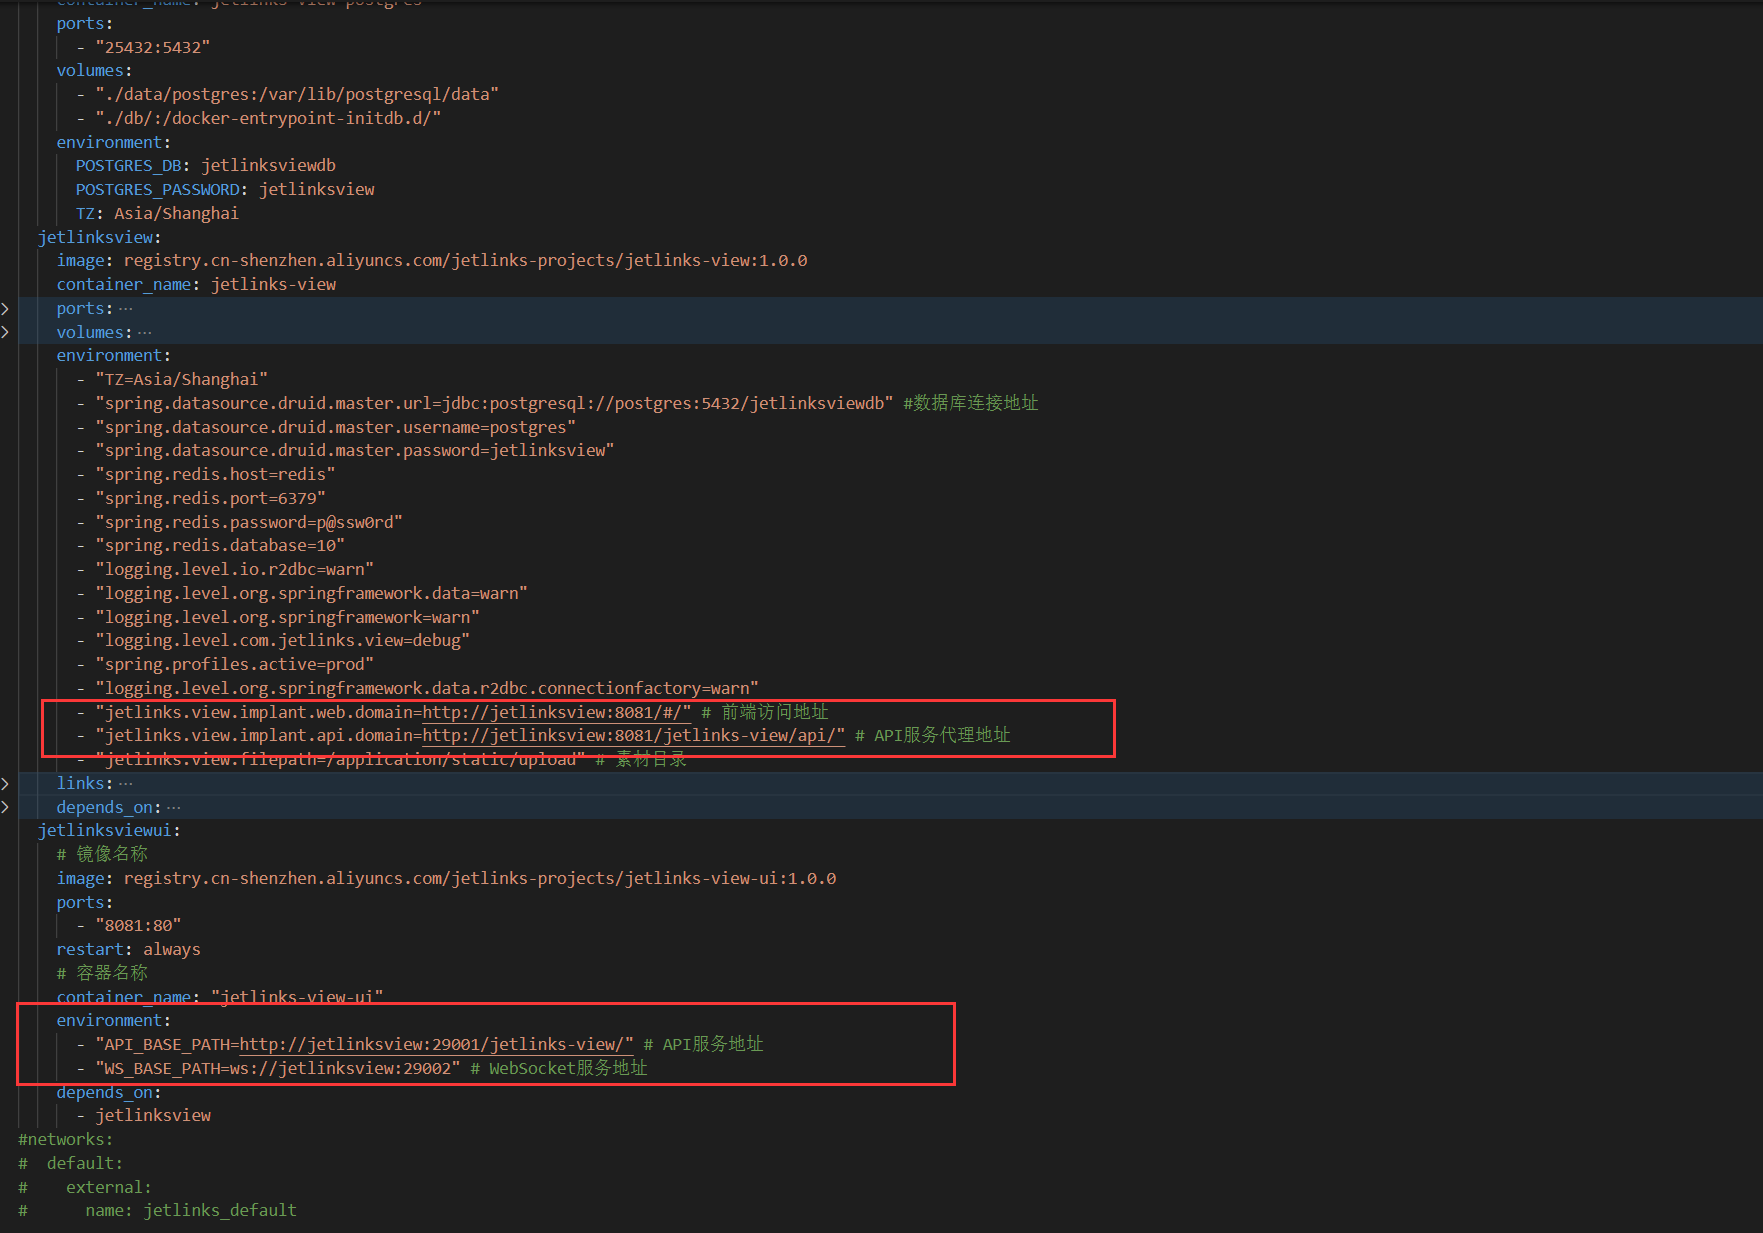 container_name: jetlinks-view-postgres
ports:
- "25432:5432"
volumes:
- "./data/postgres:/var/lib/postgresql/data"
- "./db/:/docker-entrypoint-initdb.d/"
environment:
POSTGRES_DB: jetlinksviewdb
POSTGRES_PASSWORD: jetlinksview
TZ: Asia/Shanghai
jetlinksview:
image: registry.cn-shenzhen.aliyuncs.com/jetlinks-projects/jetlinks-view:1.0.0
container_name: jetlinks-view
ports: ...
volumes: ...
environment:
- "TZ=Asia/Shanghai"
- "spring.datasource.druid.master.url=jdbc:postgresql://postgres:5432/jetlinksviewdb" #数据库连接地址
- "spring.datasource.druid.master.username=postgres"
- "spring.datasource.druid.master.password=jetlinksview"
- "spring.redis.host=redis"
- "spring.redis.port=6379"
- "spring.redis.password=p@ssw0rd"
- "spring.redis.database=10"
- "logging.level.io.r2dbc=warn"
- "logging.level.org.springframework.data=warn"
- "logging.level.org.springframework=warn"
- "logging.level.com.jetlinks.view=debug"
- "spring.profiles.active=prod"
- "logging.level.org.springframework.data.r2dbc.connectionfactory=warn"
- "jetlinks.view.implant.web.domain=http://jetlinksview:8081/#/" # 前端访问地址
- "jetlinks.view.implant.api.domain=http://jetlinksview:8081/jetlinks-view/api/" # API服务代理地址
- "jetlinks.view.filepath=/application/static/upload" # 素材目录
links: ...
depends_on: ...
jetlinksviewui:
# 镜像名称
image: registry.cn-shenzhen.aliyuncs.com/jetlinks-projects/jetlinks-view-ui:1.0.0
ports:
- "8081:80"
restart: always
# 容器名称
container_name: "jetlinks-view-ui"
environment:
- "API_BASE_PATH=http://jetlinksview:29001/jetlinks-view/" # API服务地址
- "WS_BASE_PATH=ws://jetlinksview:29002" # WebSocket服务地址
depends_on:
- jetlinksview
#networks:
#  default:
#    external:
#      name: jetlinks_default